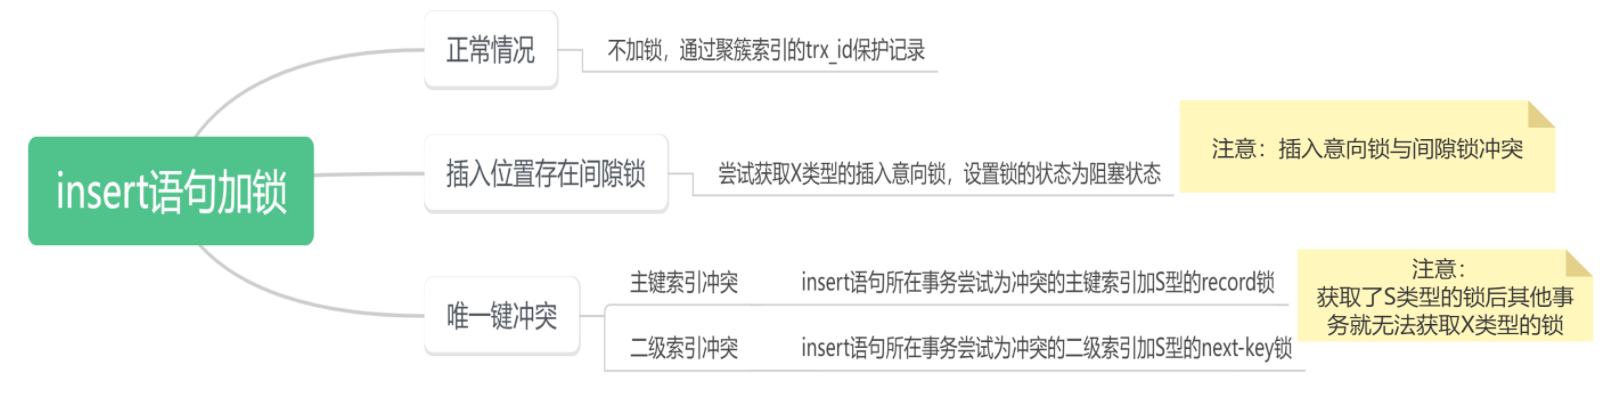 insert语句加锁
正常情况
不加锁，通过聚簇索引的trx_id保护记录
插入位置存在间隙锁
尝试获取X类型的插入意向锁，设置锁的状态为阻塞状态
注意：插入意向锁与间隙锁冲突
唯一键冲突
主键索引冲突
insert语句所在事务尝试为冲突的主键索引加S型的record锁
二级索引冲突
insert语句所在事务尝试为冲突的二级索引加S型的next-key锁
注意：
获取了S类型的锁后其他事
务就无法获取X类型的锁